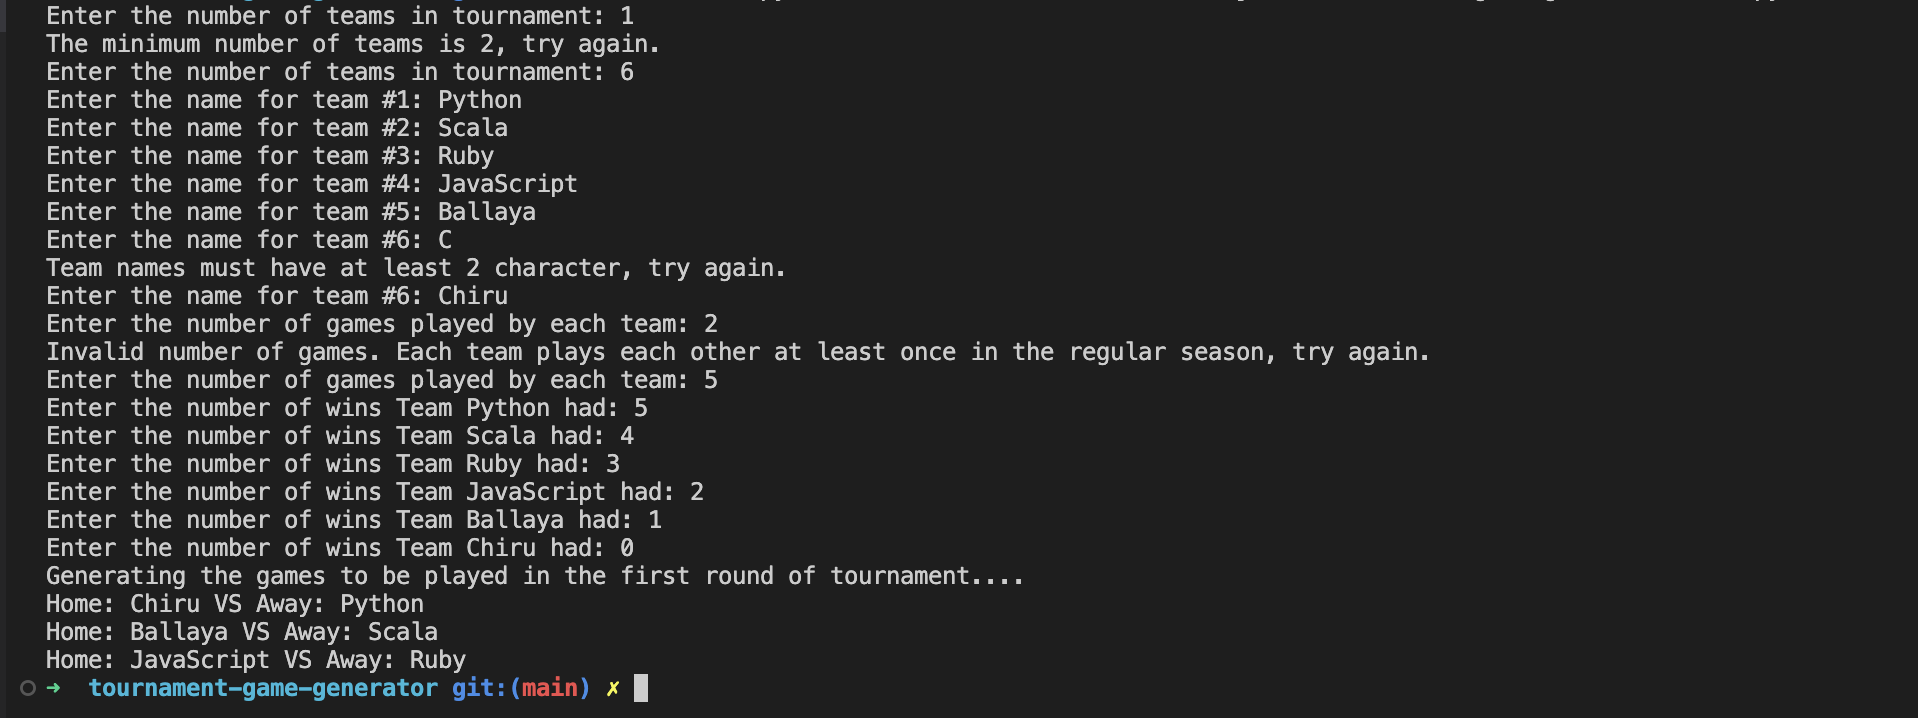 Enter the number of teams in tournament: 1
The minimum number of teams is 2, try again.
Enter the number of teams in tournament: 6
Enter the name for team #1: Python
Enter the name for team #2: Scala
Enter the name for team #3: Ruby
Enter the name for team #4: JavaScript
Enter the name for team #5: Ballaya
Enter the name for team #6: C
Team names must have at least 2 character, try again.
Enter the name for team #6: Chiru
Enter the number of games played by each team: 2
Invalid number of games. Each team plays each other at least once in the regular season, try again.
Enter the number of games played by each team: 5
Enter the number of wins Team Python had: 5
Enter the number of wins Team Scala had: 4
Enter the number of wins Team Ruby had: 3
Enter the number of wins Team JavaScript had: 2
Enter the number of wins Team Ballaya had: 1
Enter the number of wins Team Chiru had: 0
Generating the games to be played in the first round of tournament....
Home: Chiru VS Away: Python
Home: Ballaya VS Away: Scala
Home: JavaScript VS Away: Ruby
➜ tournament-game-generator git:(main) ✗